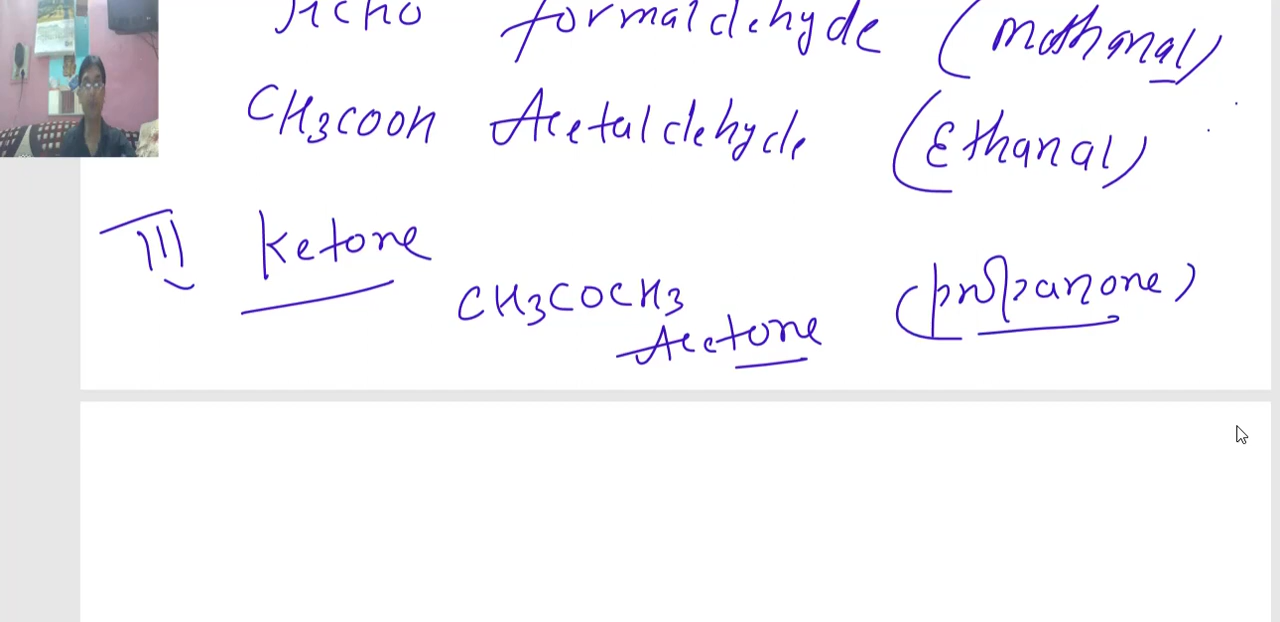 HCHO formaldehyde (Methanal)
CH3COOH Acetaldehyde (Ethanal)
III Ketone
CH3COCH3 (propanone)
Acetone